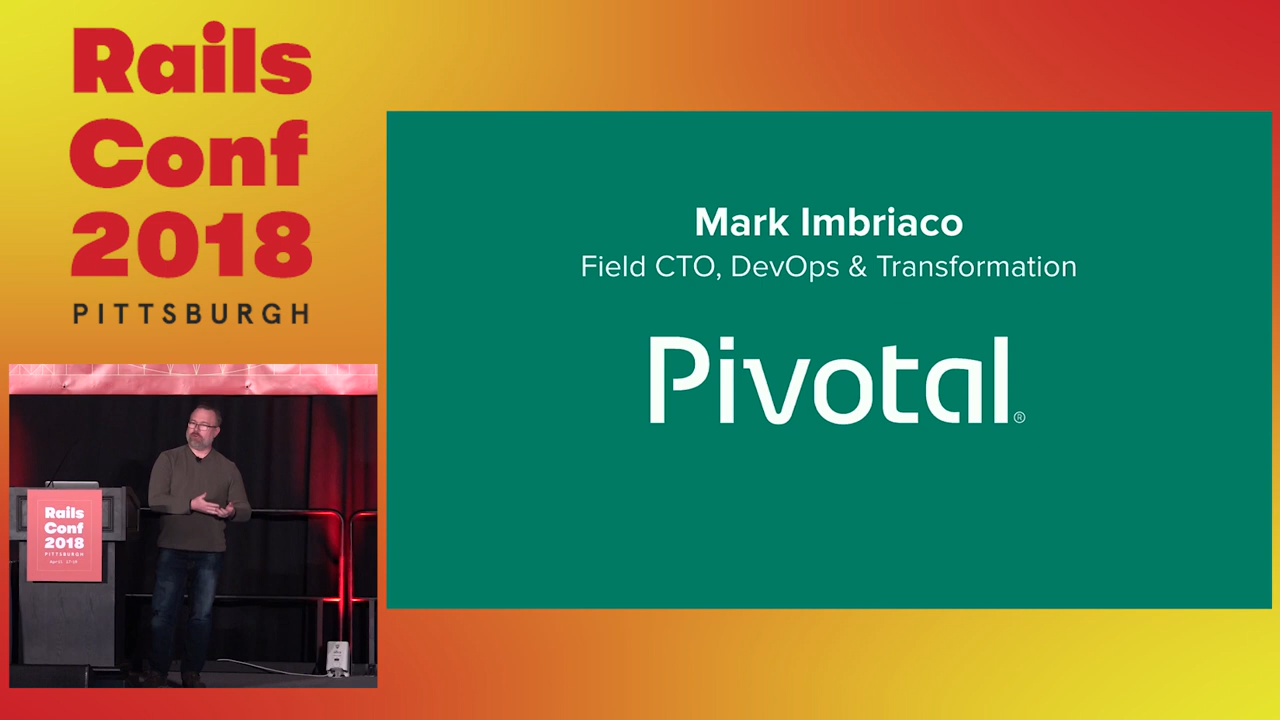 Rails
Conf
2018
PITTSBURGH
Mark Imbriaco
Field CTO, DevOps & Transformation
Pivotal®
Rails
Conf
2018
PITTSBURGH